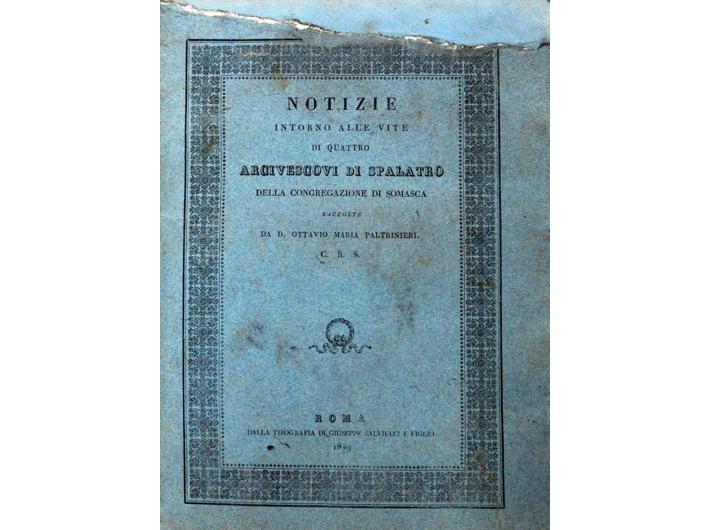 NOTIZIE
INTORNO ALLE VITE
DI QUATTRO
ARCIVESCOVI DI SPALATRO
DELLA CONGREGAZIONE DI SOMASCA
RACCOLTE
DA D. OTTAVIO MARIA PALTRINIERI.
C. R. S.
ROMA
DALLA TIPOGRAFIA DI GIUSEPPE SALVIUCCI E FIGLIO
1829